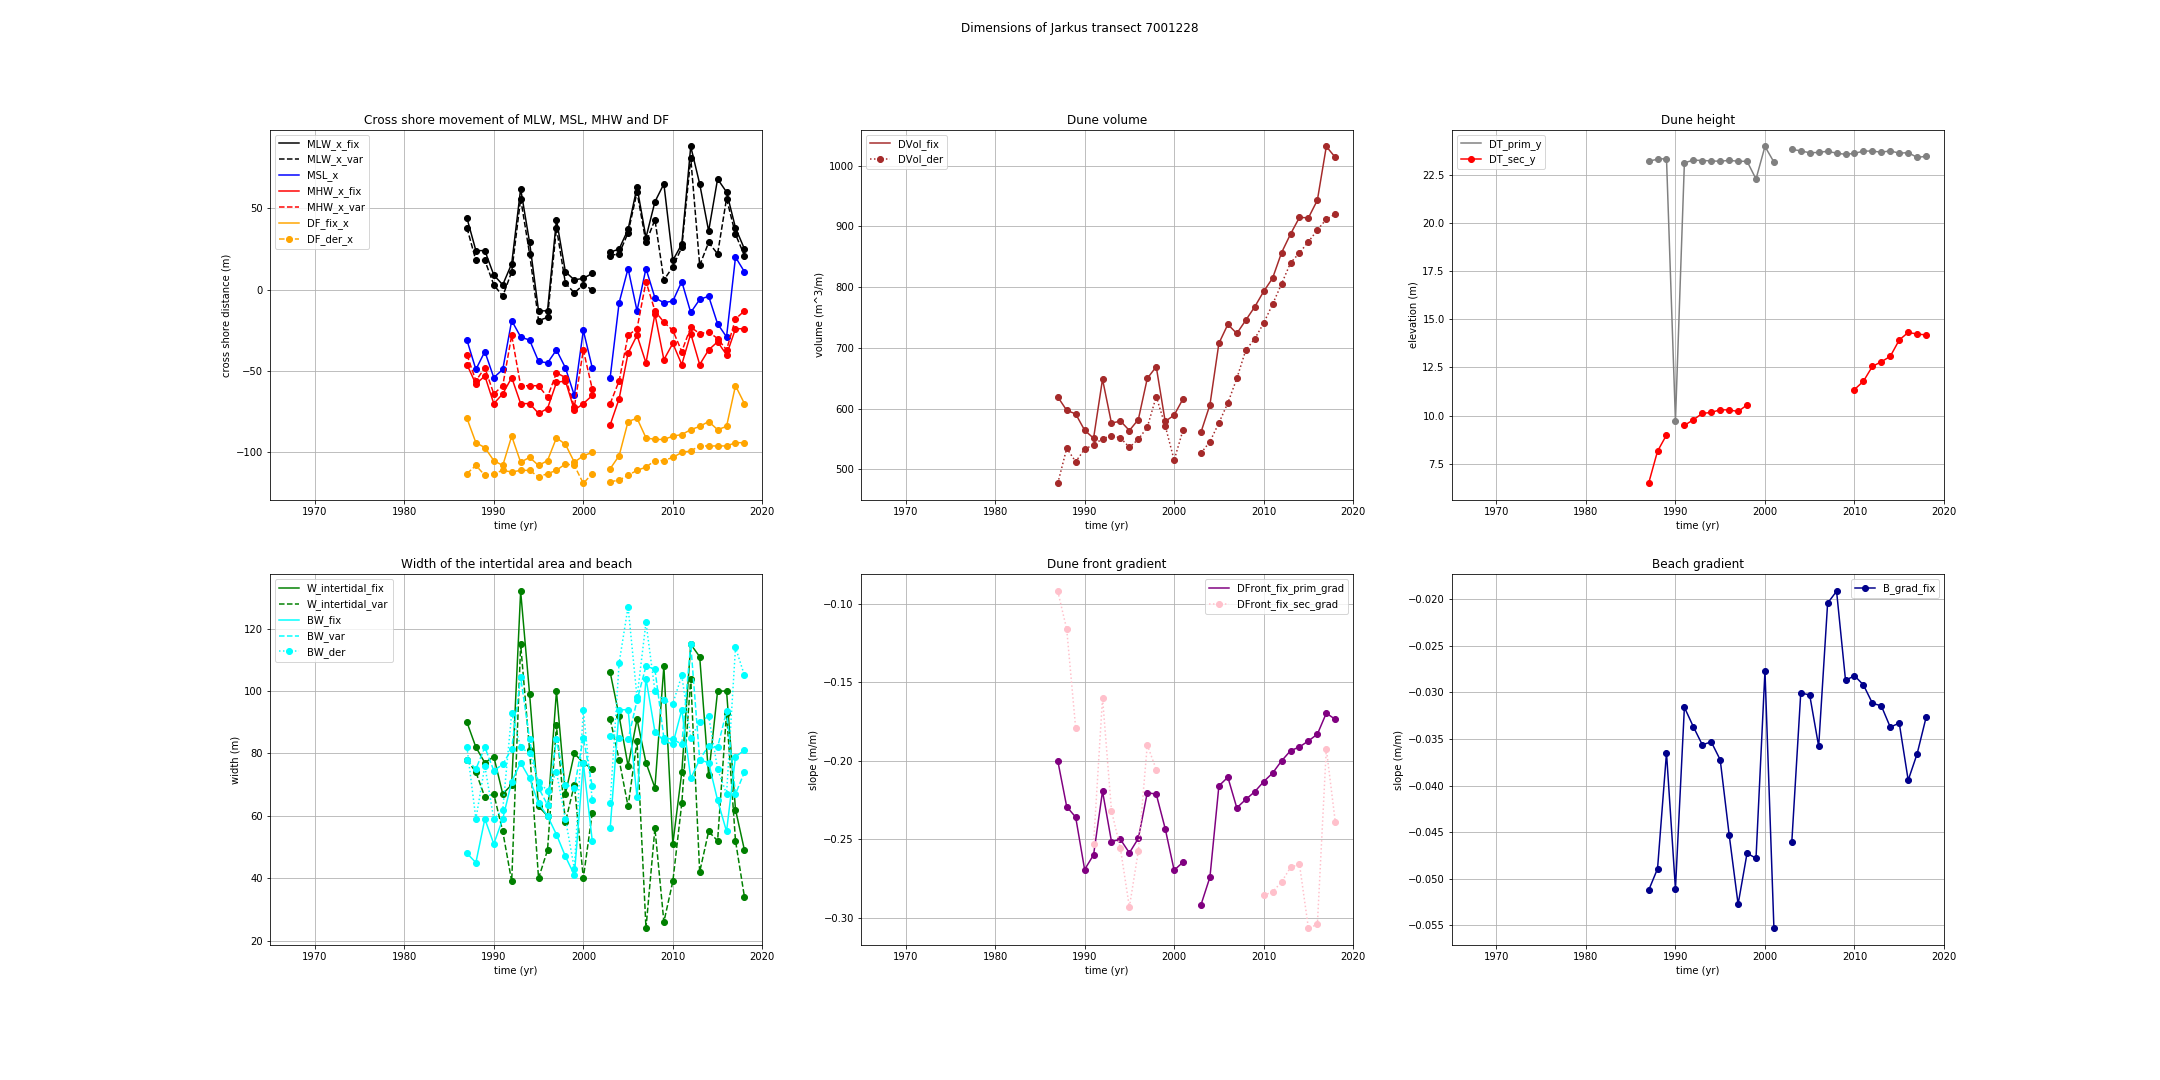 Dimensions of Jarkus transect 7001228
Cross shore movement of MLW, MSL, MHW and DF
MLW_x_fix
MLW_x_var
MSL_x
MHW_x_fix
MHW_x_var
DF_fix_x
DF_der_x
cross shore distance (m)
50
0
−50
−100
1970 1980 1990 2000 2010 2020
time (yr)
Dune volume
DVol_fix
DVol_der
volume (m^3/m)
1000
900
800
700
600
500
1970 1980 1990 2000 2010 2020
time (yr)
Dune height
DT_prim_y
DT_sec_y
elevation (m)
22.5
20.0
17.5
15.0
12.5
10.0
7.5
1970 1980 1990 2000 2010 2020
time (yr)
Width of the intertidal area and beach
W_intertidal_fix
W_intertidal_var
BW_fix
BW_var
BW_der
width (m)
120
100
80
60
40
20
1970 1980 1990 2000 2010 2020
time (yr)
Dune front gradient
DFront_fix_prim_grad
DFront_fix_sec_grad
slope (m/m)
−0.10
−0.15
−0.20
−0.25
−0.30
1970 1980 1990 2000 2010 2020
time (yr)
Beach gradient
B_grad_fix
slope (m/m)
−0.020
−0.025
−0.030
−0.035
−0.040
−0.045
−0.050
−0.055
1970 1980 1990 2000 2010 2020
time (yr)